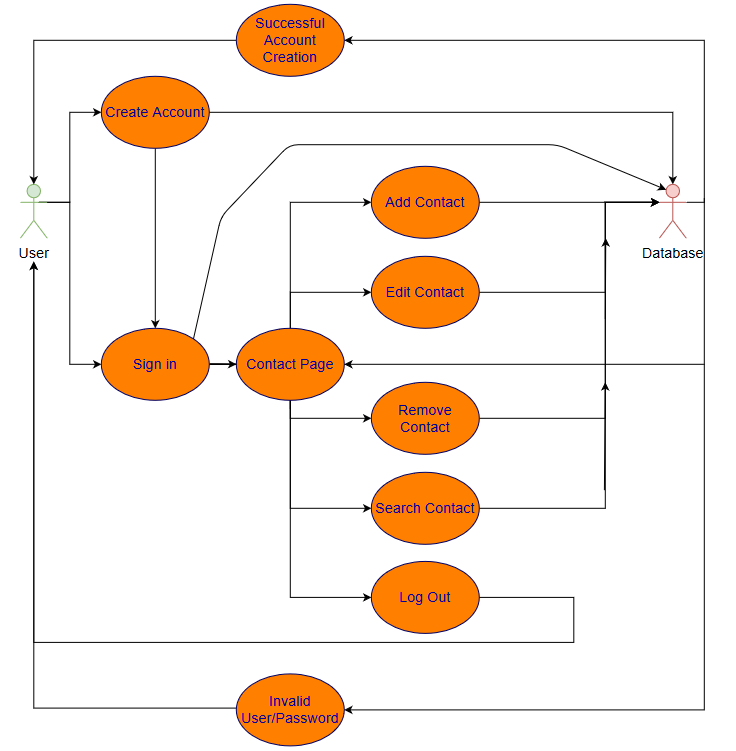 Successful
Account
Creation
Create Account
Add Contact
User
Database
Edit Contact
Sign in
Contact Page
Remove
Contact
Search Contact
Log Out
Invalid
User/Password